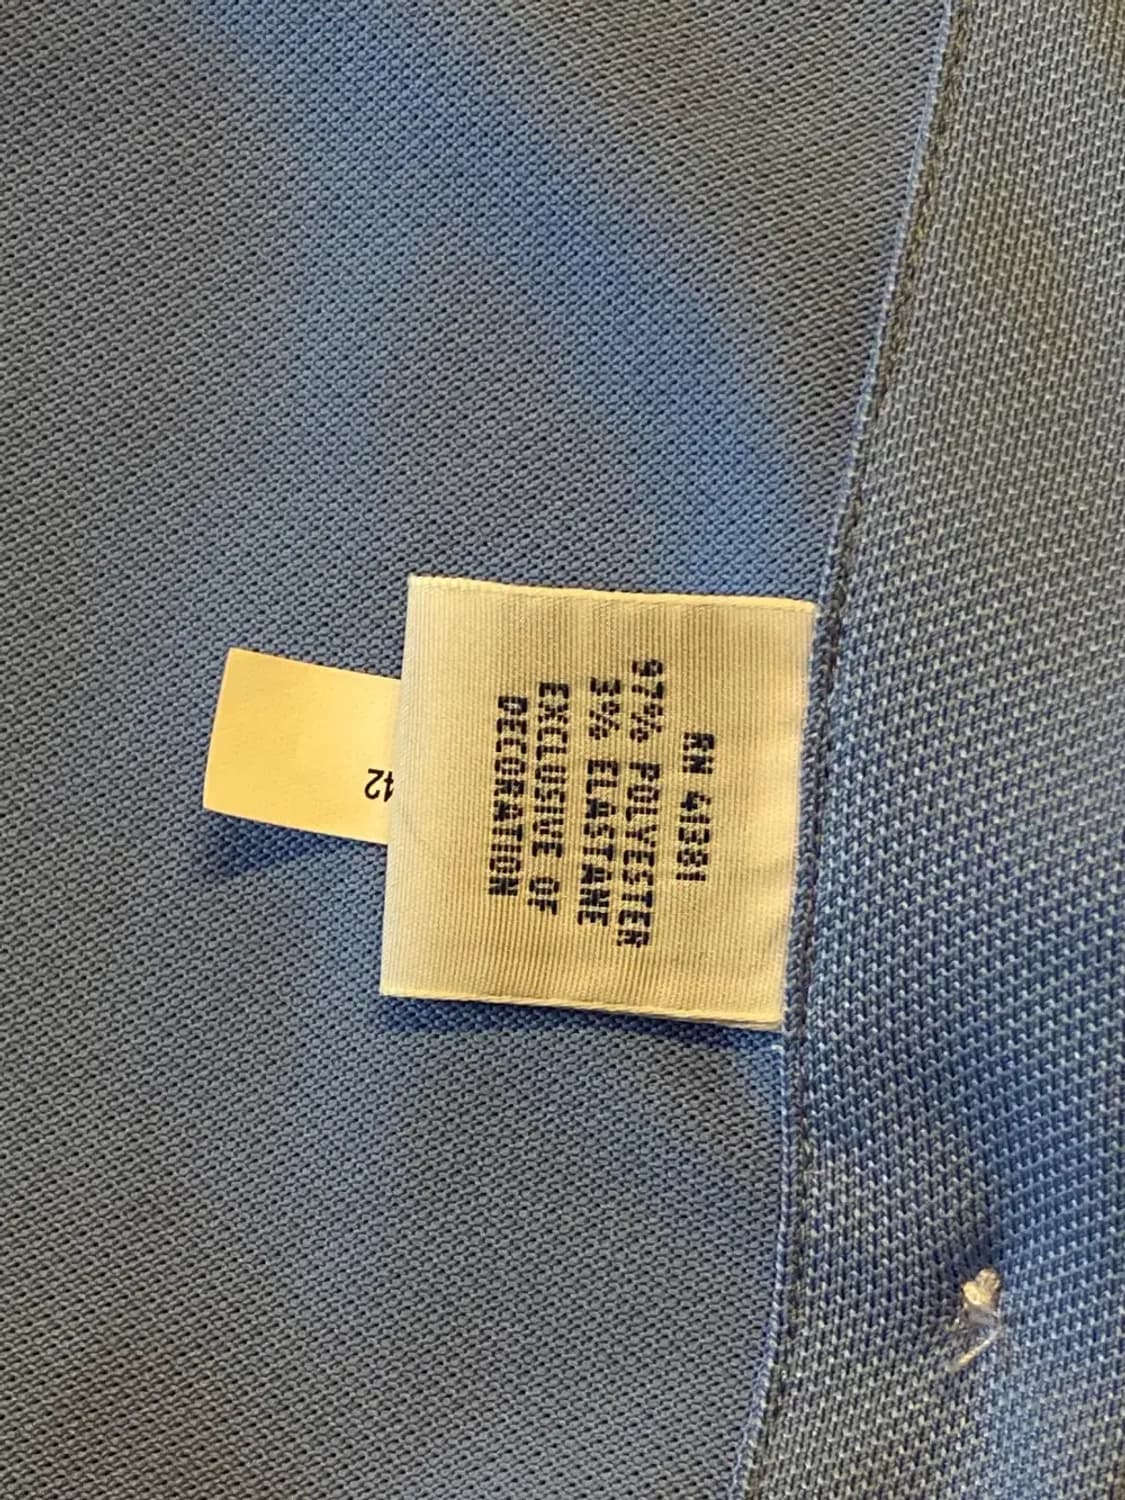 RN 41381
97% POLYESTER
3% ELASTANE
EXCLUSIVE OF
DECORATION
42